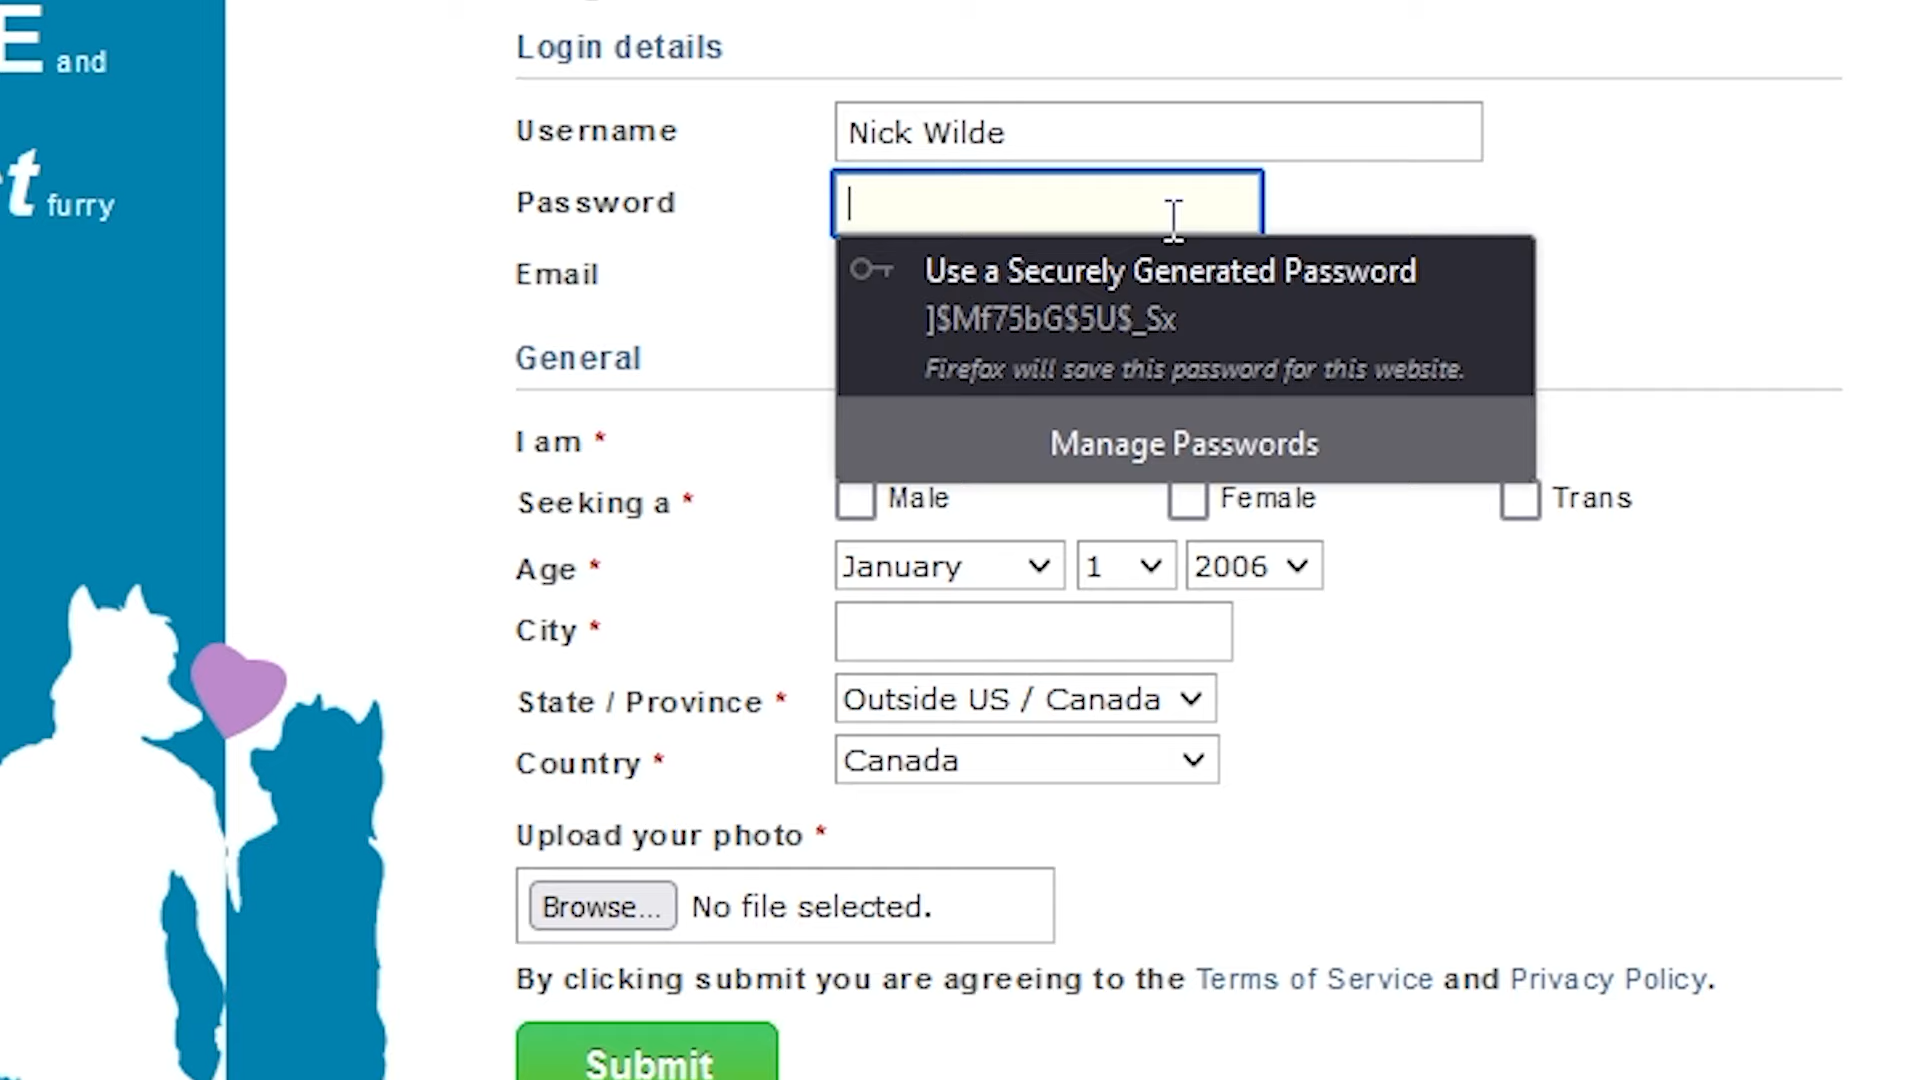 E and
t furry
Login details
Username Nick Wilde
Password
Email
Use a Securely Generated Password
]$Mf75bG$5U$_Sx
Firefox will save this password for this website.
Manage Passwords
General
I am *
Seeking a * Male Female Trans
Age * January 1 2006
City *
State / Province * Outside US / Canada
Country * Canada
Upload your photo *
Browse... No file selected.
By clicking submit you are agreeing to the Terms of Service and Privacy Policy.
Submit